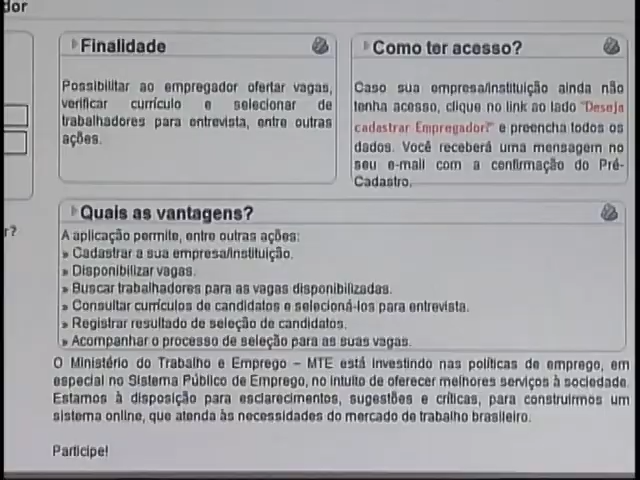 dor
Finalidade
Possibilitar ao empregador ofertar vagas,
verificar currículo e selecionar de
trabalhadores para entrevista, entre outras
ações.
Como ter acesso?
Caso sua empresa/instituição ainda não
tenha acesso, clique no link ao lado "Deseja
cadastrar Empregador?" e preencha todos os
dados. Você receberá uma mensagem no
seu e-mail com a confirmação do Pré-
Cadastro.
r?
Quais as vantagens?
A aplicação permite, entre outras ações:
» Cadastrar a sua empresa/instituição.
» Disponibilizar vagas.
» Buscar trabalhadores para as vagas disponibilizadas.
» Consultar currículos de candidatos e selecioná-los para entrevista.
» Registrar resultado de seleção de candidatos.
» Acompanhar o processo de seleção para as suas vagas.
O Ministério do Trabalho e Emprego – MTE está investindo nas políticas de emprego, em
especial no Sistema Público de Emprego, no intuito de oferecer melhores serviços à sociedade.
Estamos à disposição para esclarecimentos, sugestões e críticas, para construirmos um
sistema online, que atenda às necessidades do mercado de trabalho brasileiro.
Participe!